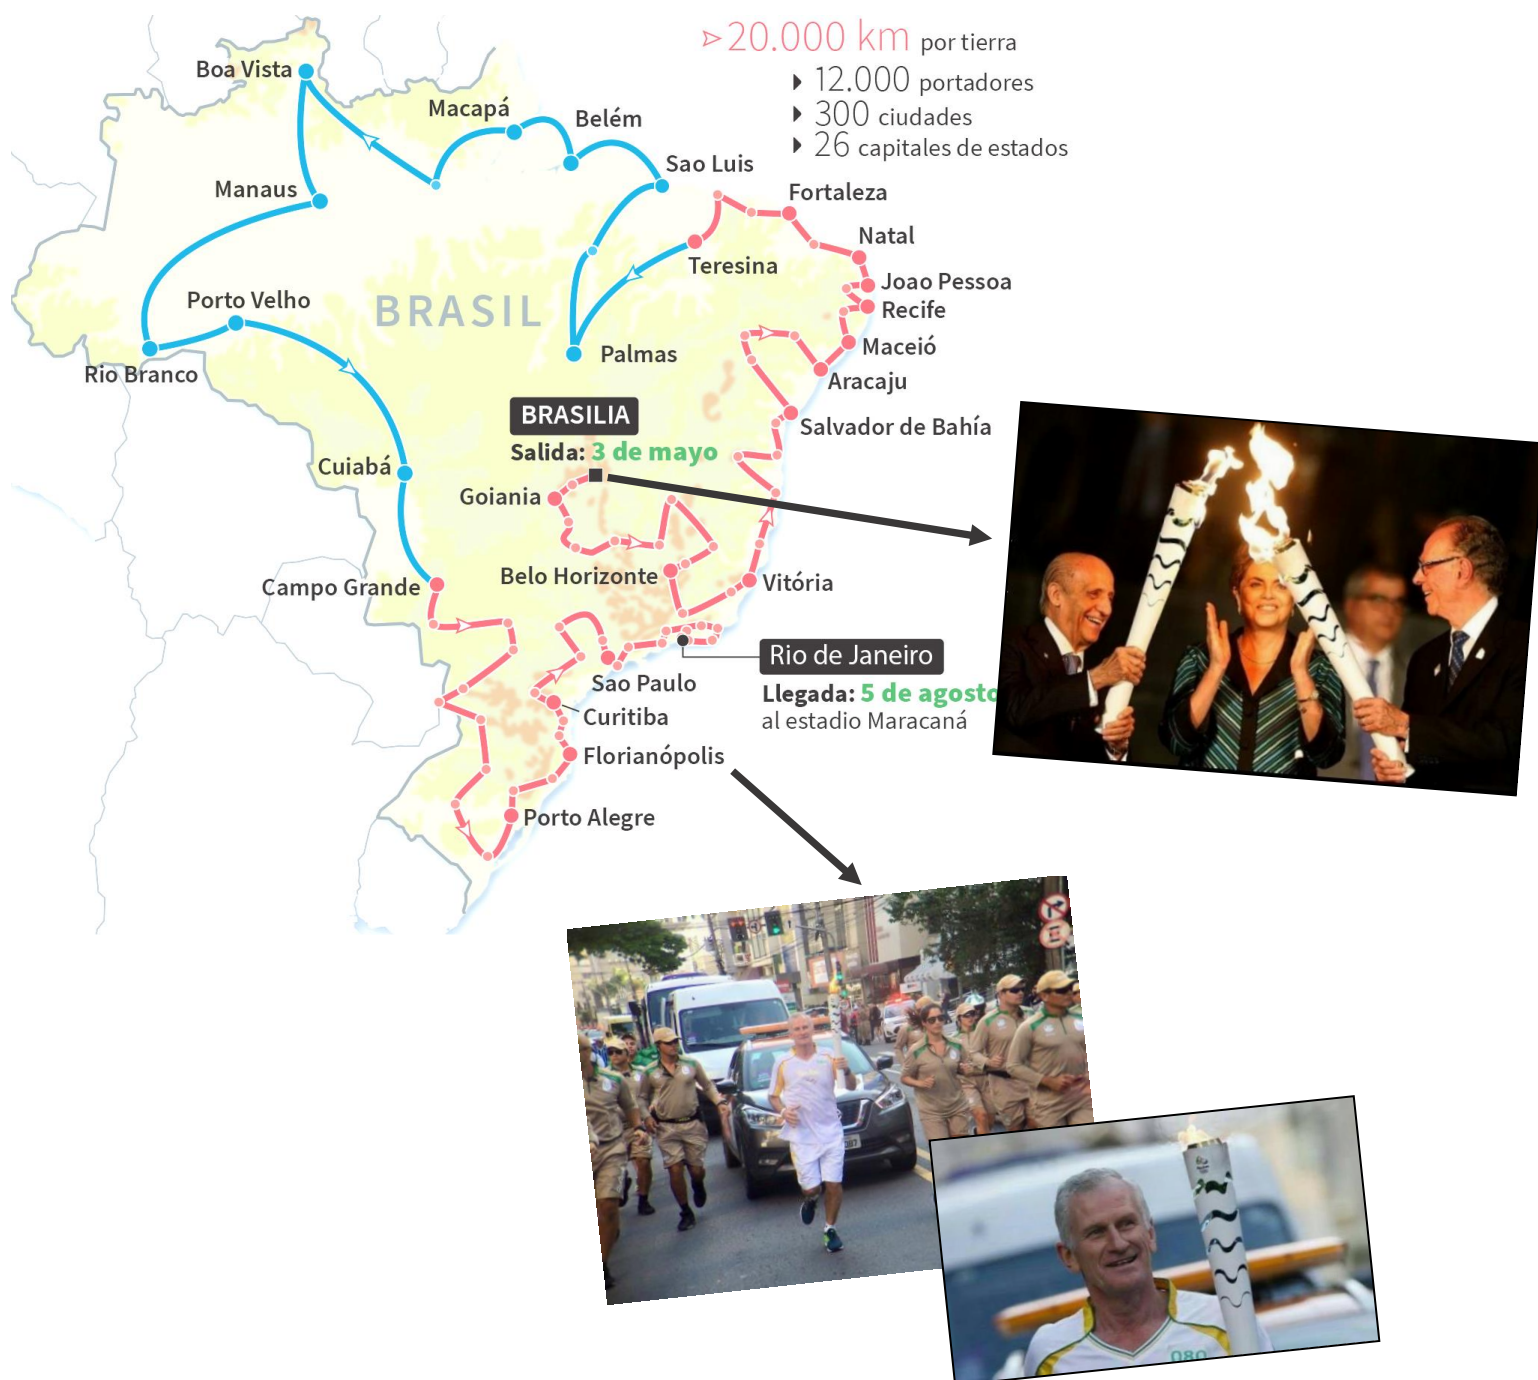 20.000 km por tierra
12.000 portadores
300 ciudades
26 capitales de estados
Boa Vista
Macapá
Belém
Sao Luis
Manaus
Fortaleza
Natal
Teresina
Joao Pessoa
Porto Velho
BRASIL
Recife
Maceió
Palmas
Rio Branco
Aracaju
BRASILIA
Salida: 3 de mayo
Salvador de Bahía
Cuiabá
Goiania
Belo Horizonte
Vitória
Campo Grande
Rio de Janeiro
Llegada: 5 de agosto
al estadio Maracaná
Sao Paulo
Curitiba
Florianópolis
Porto Alegre
080